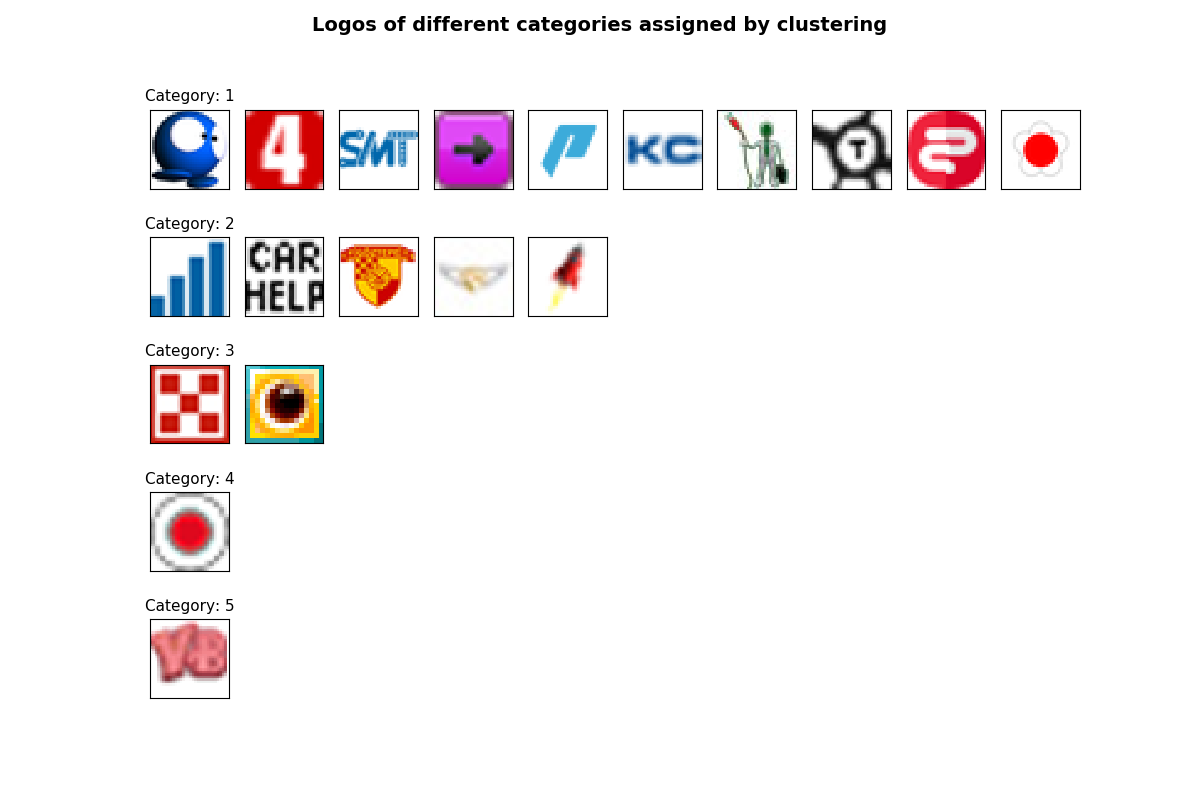 Logos of different categories assigned by clustering
Category: 1
4
SMT
P
KC
T
Category: 2
CAR
HELP
Category: 3
Category: 4
Category: 5
VB